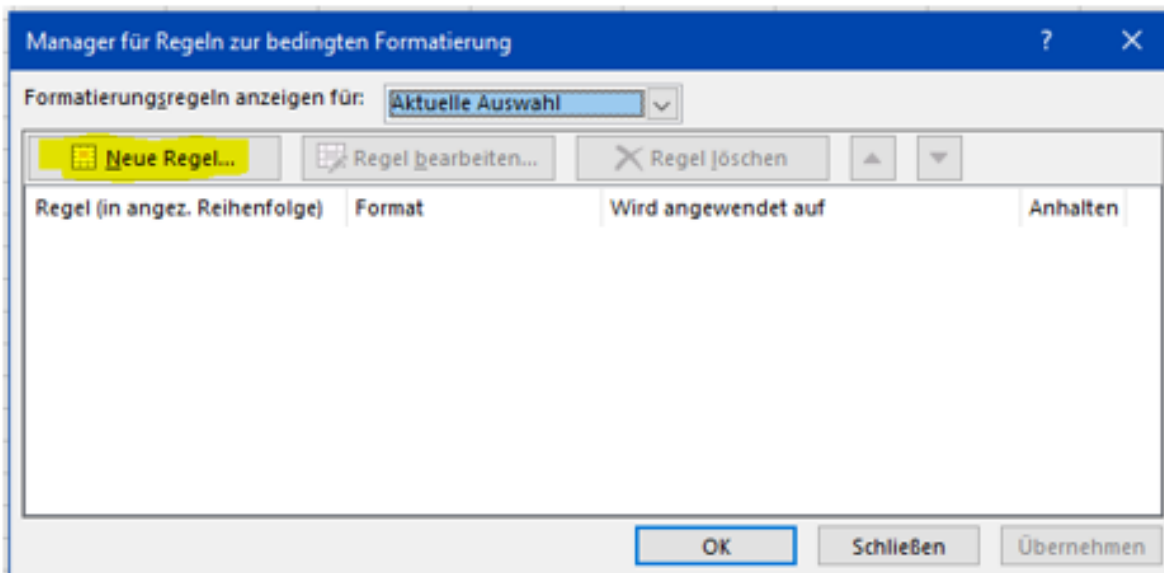 Manager für Regeln zur bedingten Formatierung ?
Formatierungsregeln anzeigen für: Aktuelle Auswahl
Neue Regel... Regel bearbeiten... Regel löschen
Regel (in angez. Reihenfolge) Format Wird angewendet auf Anhalten
OK Schließen Übernehmen